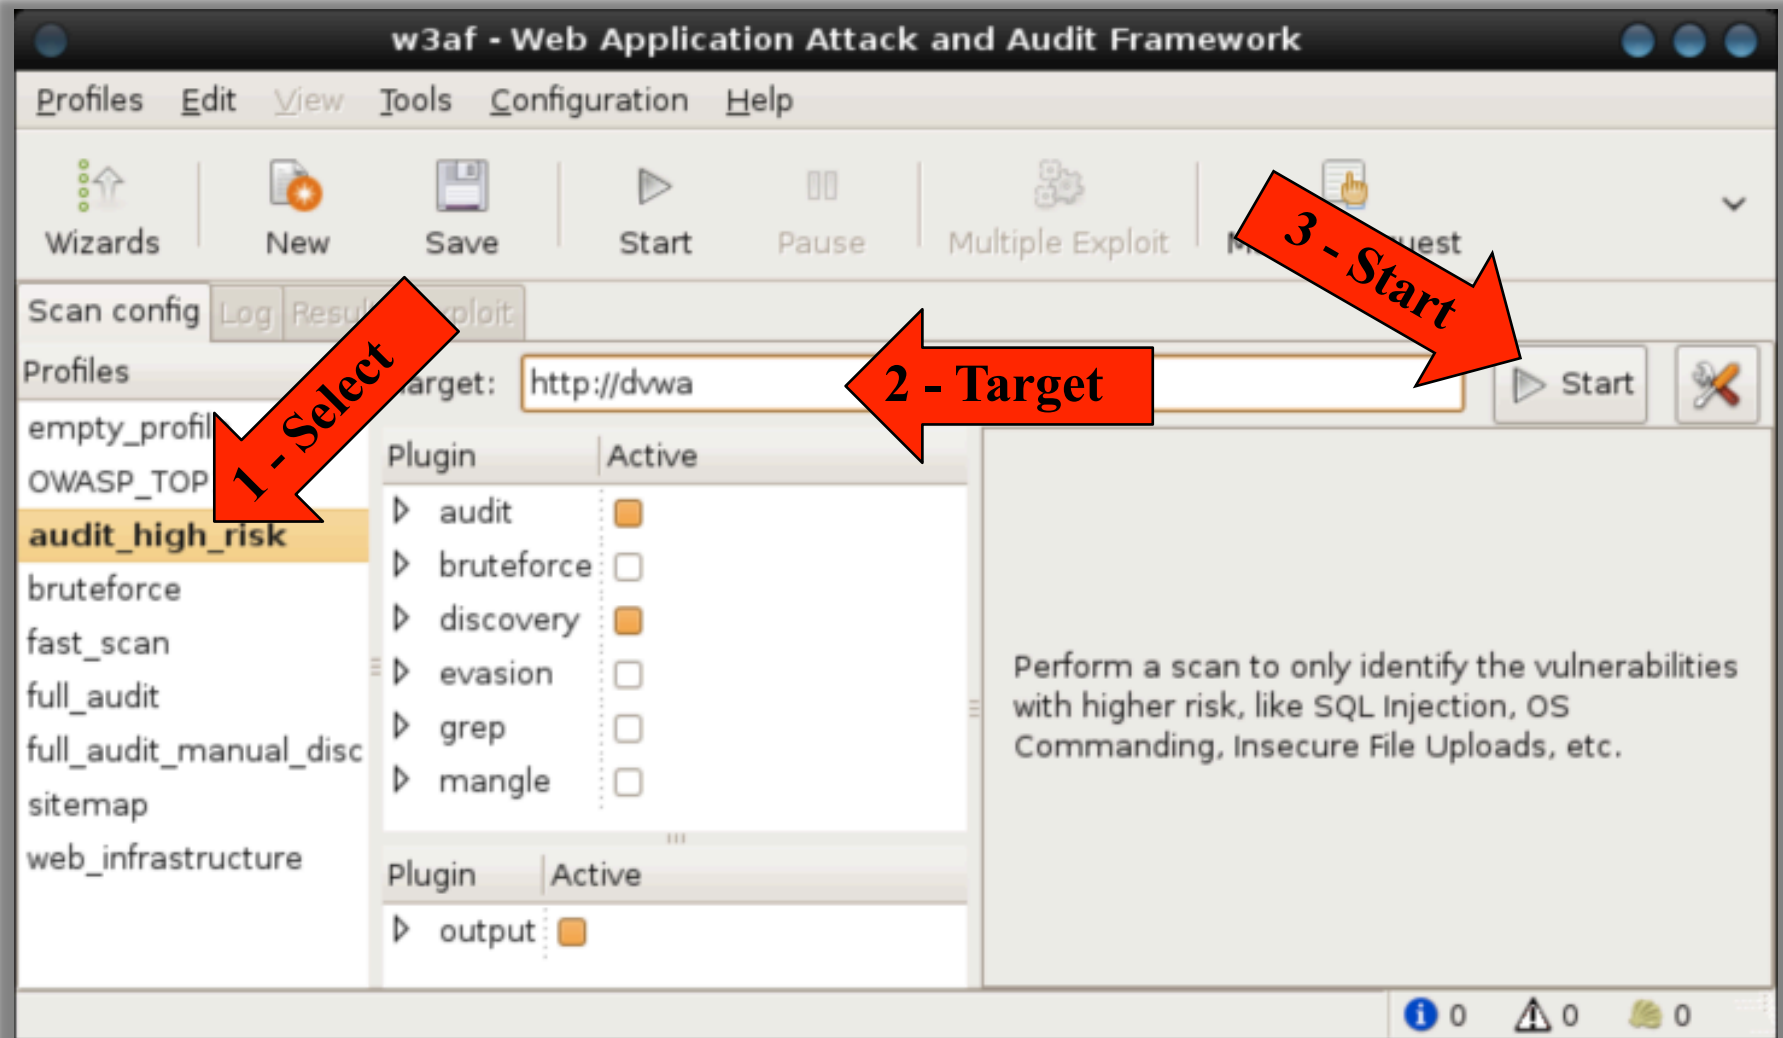 w3af - Web Application Attack and Audit Framework
Profiles Edit View Tools Configuration Help
Wizards New Save Start Pause Multiple Exploit
3 - Start
Scan config Log
1 - Select
Profiles
http://dvwa
2 - Target
Start
empty_profil
OWASP_TOP
audit_high_risk
bruteforce
fast_scan
full_audit
full_audit_manual_disc
sitemap
web_infrastructure
Plugin Active
audit
bruteforce
discovery
evasion
grep
mangle
Plugin Active
output
Perform a scan to only identify the vulnerabilities
with higher risk, like SQL Injection, OS
Commanding, Insecure File Uploads, etc.
0 0 0